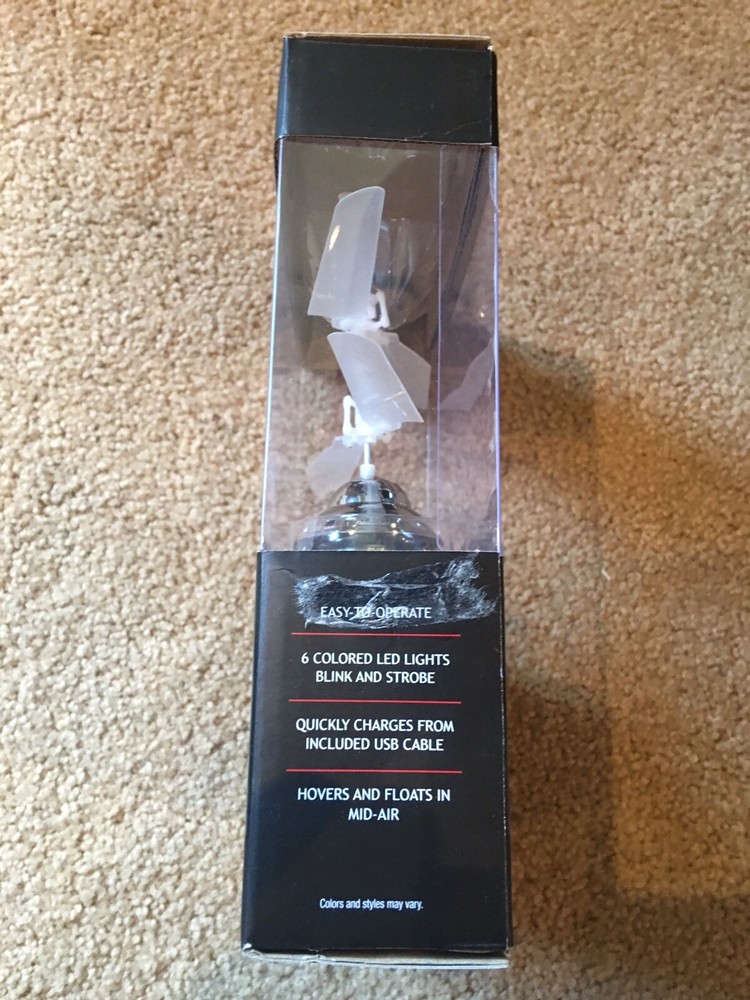 EASY-TO-OPERATE
6 COLORED LED LIGHTS
BLINK AND STROBE
QUICKLY CHARGES FROM
INCLUDED USB CABLE
HOVERS AND FLOATS IN
MID-AIR
Colors and styles may vary.